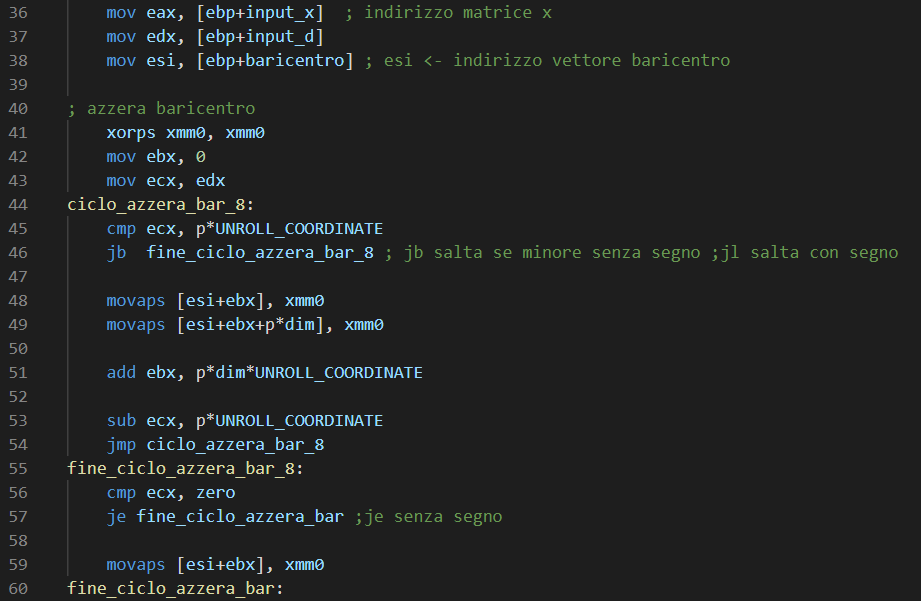 36 mov eax, [ebp+input_x] ; indirizzo matrice x
37 mov edx, [ebp+input_d]
38 mov esi, [ebp+baricentro] ; esi <- indirizzo vettore baricentro
39
40 ; azzera baricentro
41 xorps xmm0, xmm0
42 mov ebx, 0
43 mov ecx, edx
44 ciclo_azzera_bar_8:
45 cmp ecx, p*UNROLL_COORDINATE
46 jb fine_ciclo_azzera_bar_8 ; jb salta se minore senza segno ;jl salta con segno
47
48 movaps [esi+ebx], xmm0
49 movaps [esi+ebx+p*dim], xmm0
50
51 add ebx, p*dim*UNROLL_COORDINATE
52
53 sub ecx, p*UNROLL_COORDINATE
54 jmp ciclo_azzera_bar_8
55 fine_ciclo_azzera_bar_8:
56 cmp ecx, zero
57 je fine_ciclo_azzera_bar ;je senza segno
58
59 movaps [esi+ebx], xmm0
60 fine_ciclo_azzera_bar: